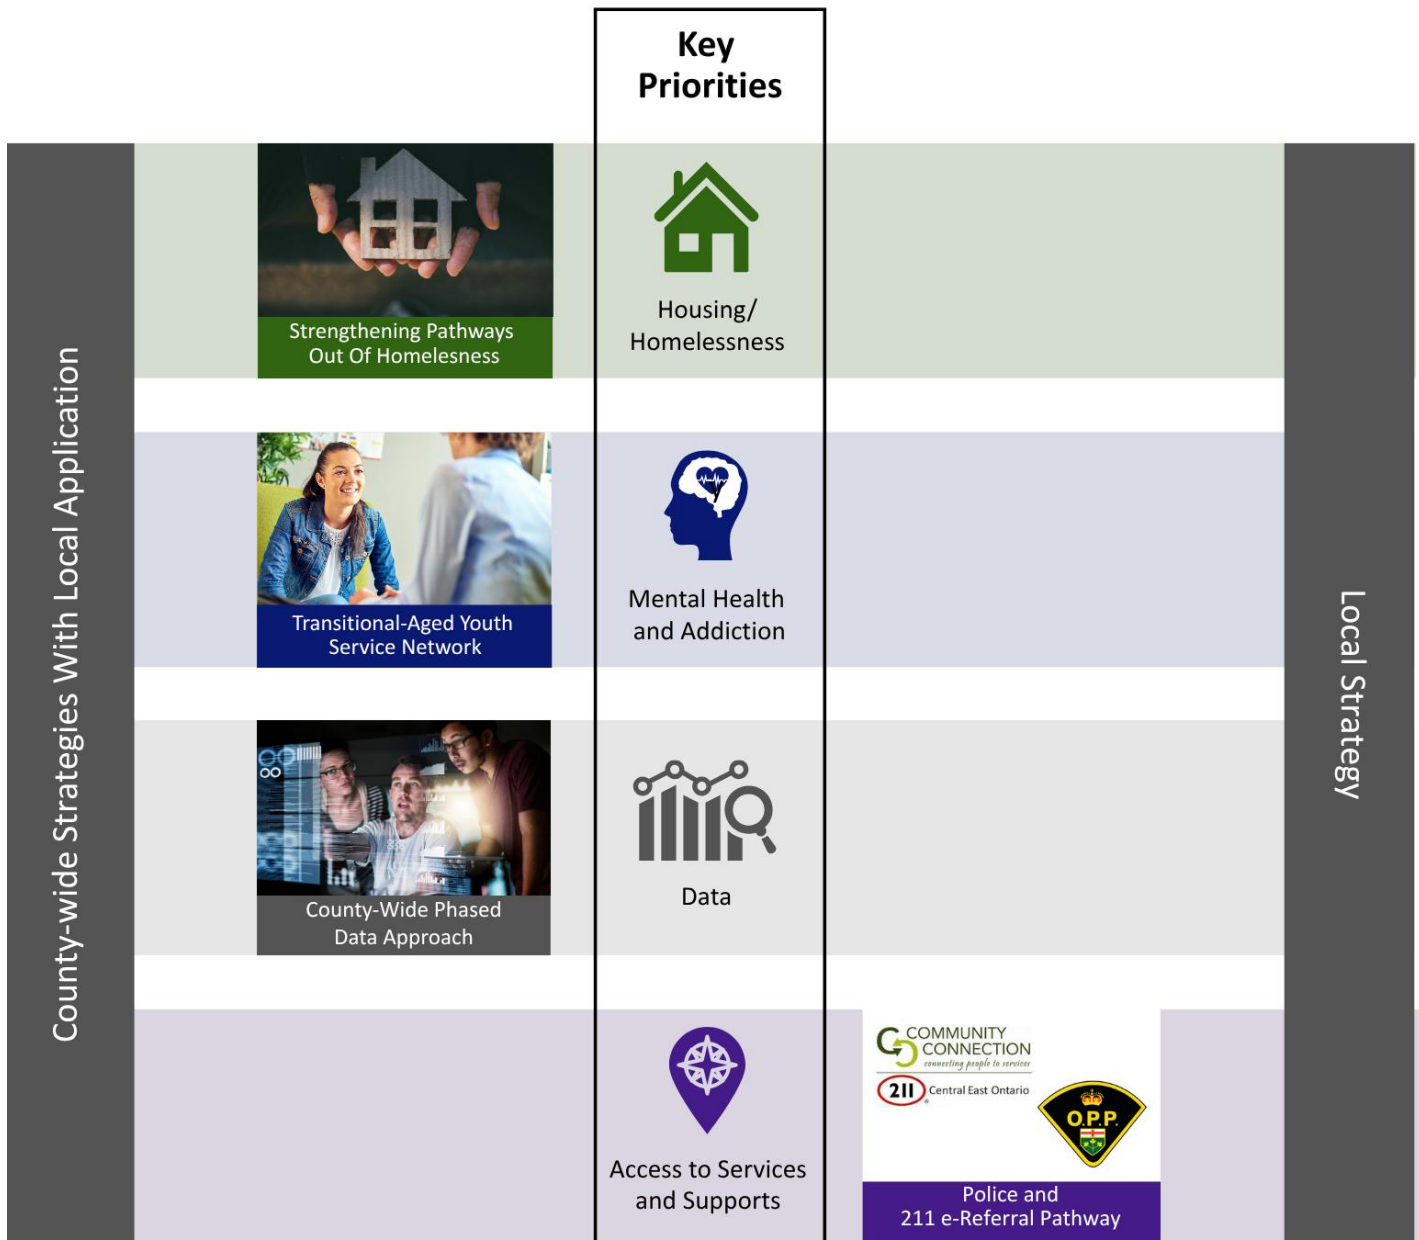 Key
Priorities
County-wide Strategies With Local Application
Strengthening Pathways
Out Of Homelesness
Housing/
Homelessness
Transitional-Aged Youth
Service Network
Mental Health
and Addiction
County-Wide Phased
Data Approach
Data
Access to Services
and Supports
COMMUNITY
CONNECTION
connecting people to services
211 Central East Ontario
O.P.P.
Police and
211 e-Referral Pathway
Local Strategy